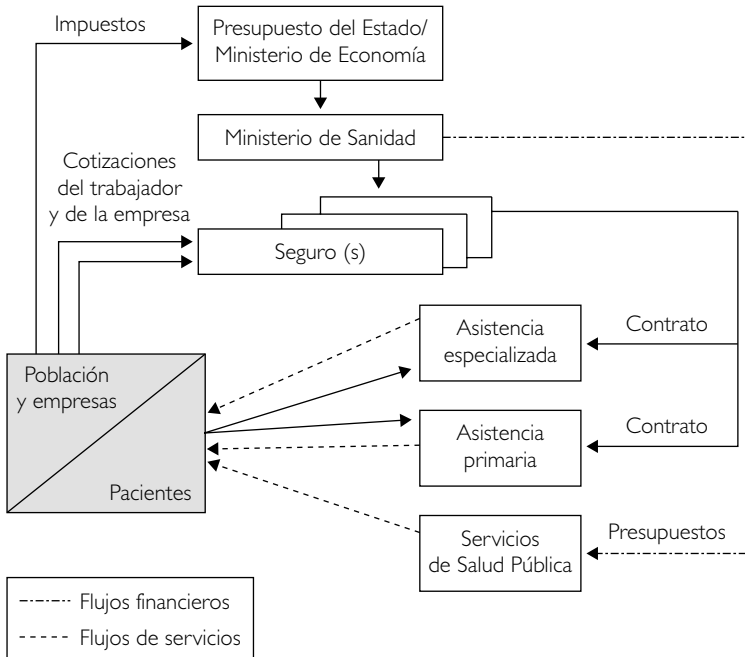 Impuestos
Presupuesto del Estado/
Ministerio de Economía
Ministerio de Sanidad
Cotizaciones
del trabajador
y de la empresa
Seguro (s)
Asistencia
especializada
Contrato
Población
y empresas
Pacientes
Asistencia
primaria
Contrato
Servicios
de Salud Pública
Presupuestos
Flujos financieros
Flujos de servicios